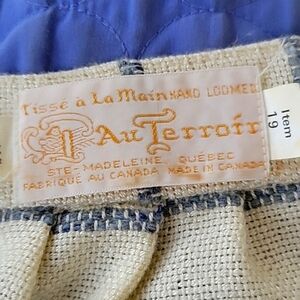 Tissé à La Main HAND LOOMED
Au Terroir
STE-MADELEINE, QUÉBEC
FABRIQUÉ AU CANADA MADE IN CANADA
Item
19